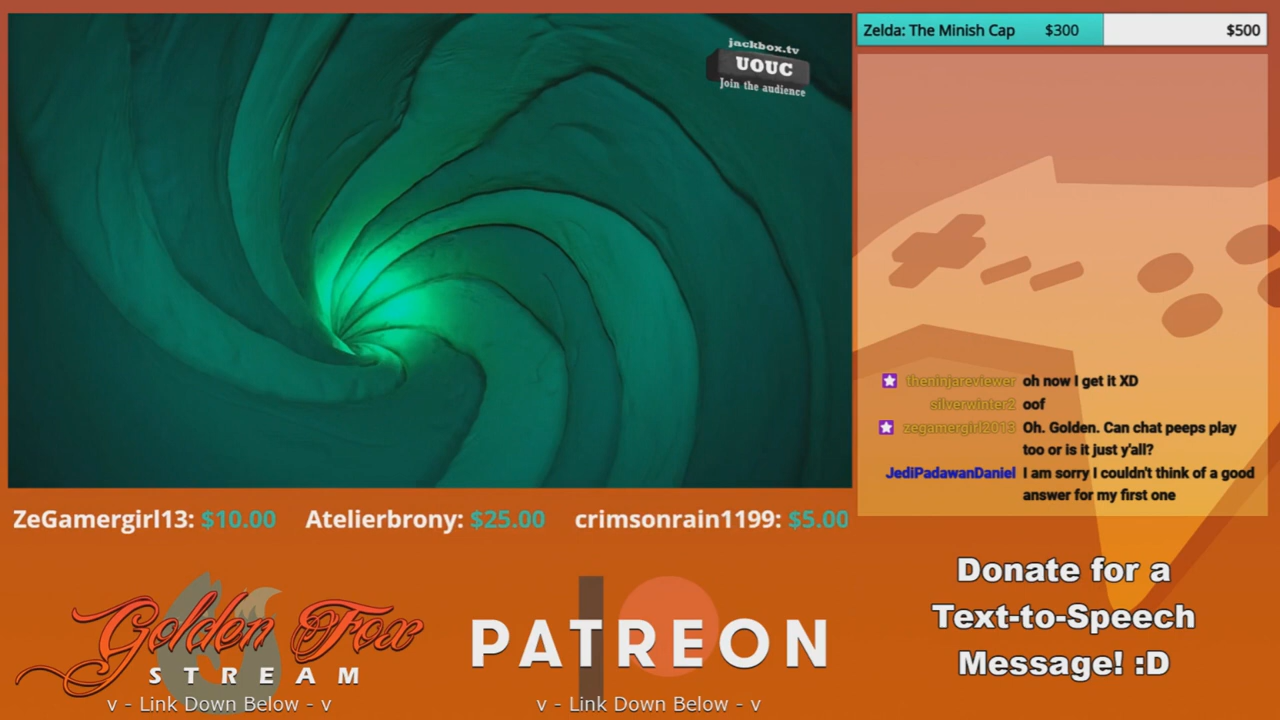 jackbox.tv
UOUC
Join the audience
Zelda: The Minish Cap $300 $500
theninjareviewer oh now I get it XD
silverwinter2 oof
zegamergirl2013 Oh. Golden. Can chat peeps play
too or is it just y'all?
JediPadawanDaniel I am sorry I couldn't think of a good
answer for my first one
ZeGamergirl13: $10.00 Atelierbrony: $25.00 crimsonrain1199: $5.00
Golden Fox
STREAM
v - Link Down Below - v
PATREON
v - Link Down Below - v
Donate for a
Text-to-Speech
Message! :D